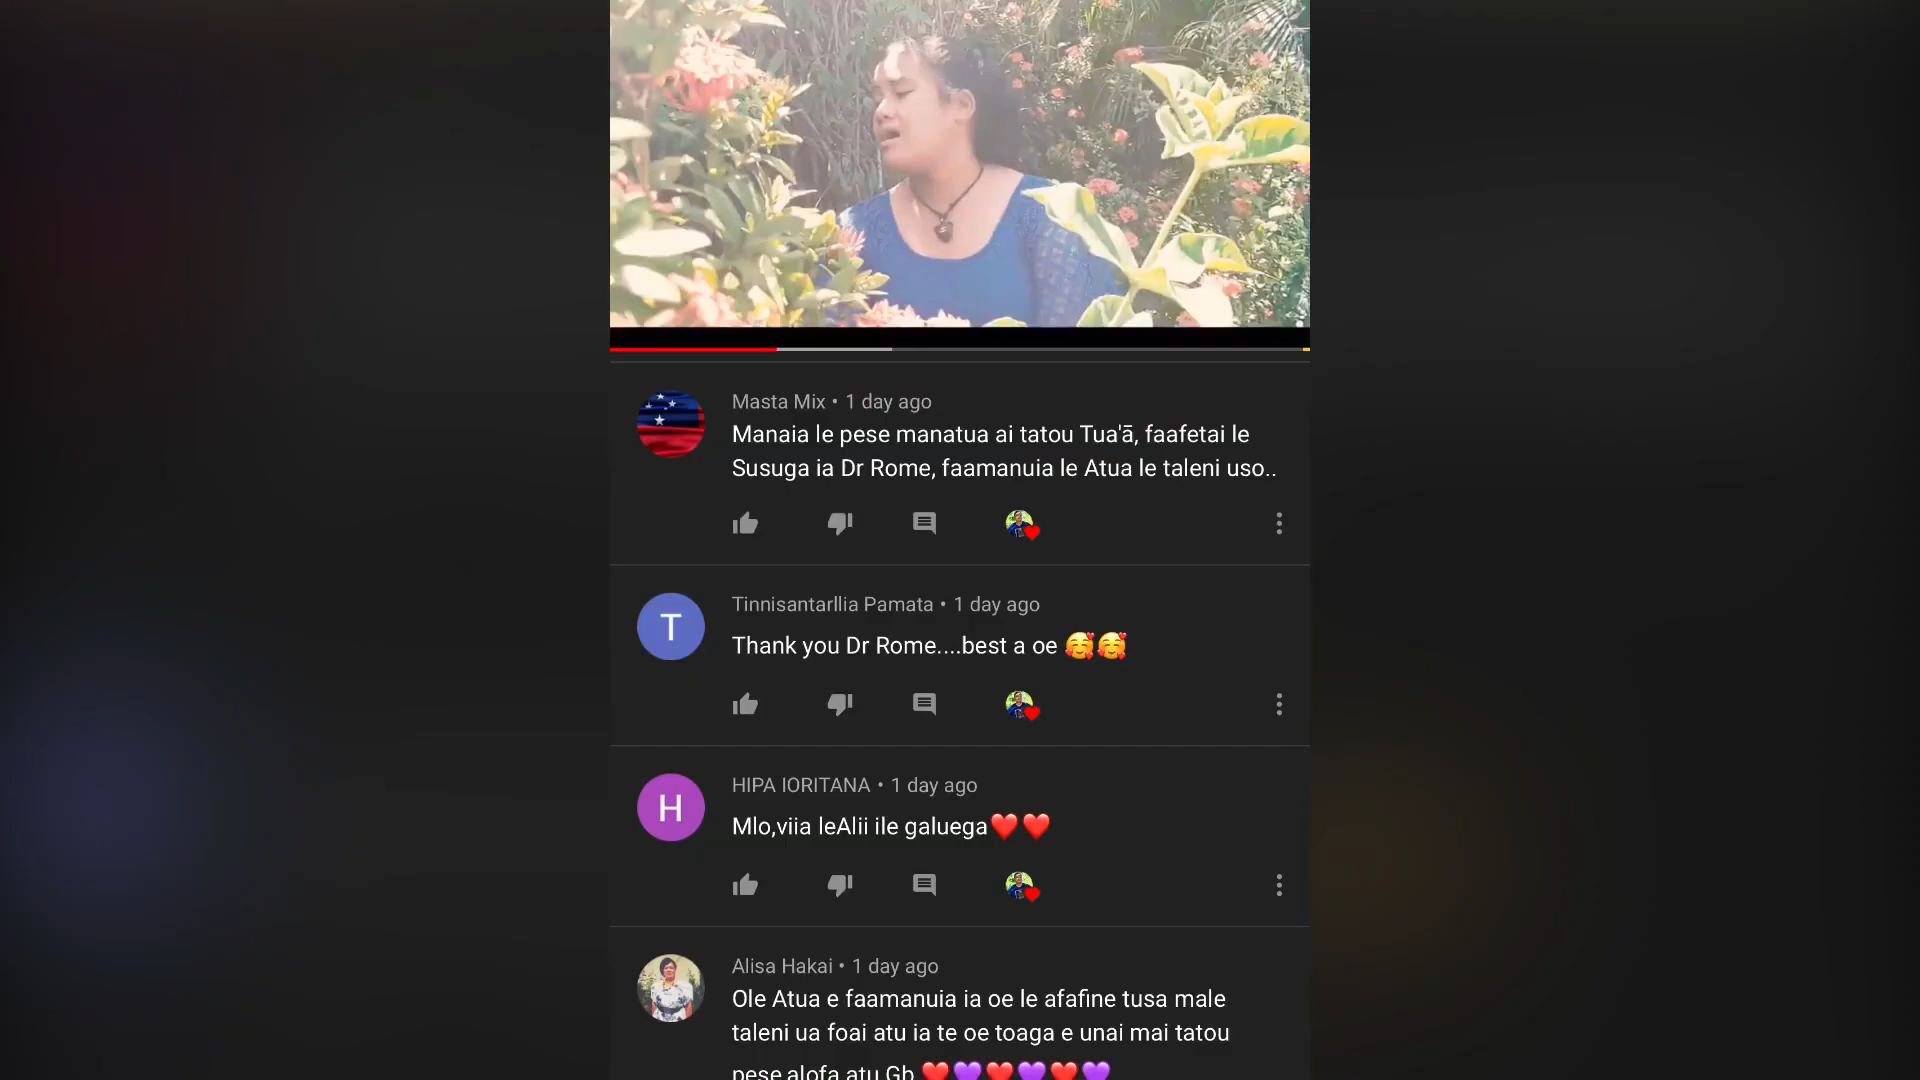 Masta Mix • 1 day ago
Manaia le pese manatua ai tatou Tua'ā, faafetai le
Susuga ia Dr Rome, faamanuia le Atua le taleni uso..
T
Tinnisantarllia Pamata • 1 day ago
Thank you Dr Rome....best a oe 🥰🥰
H
HIPA IORITANA • 1 day ago
Mlo,viia leAlii ile galuega❤️❤️
Alisa Hakai • 1 day ago
Ole Atua e faamanuia ia oe le afafine tusa male
taleni ua foai atu ia te oe toaga e unai mai tatou
pese alofa atu Gb ❤️💜❤️💜❤️💜